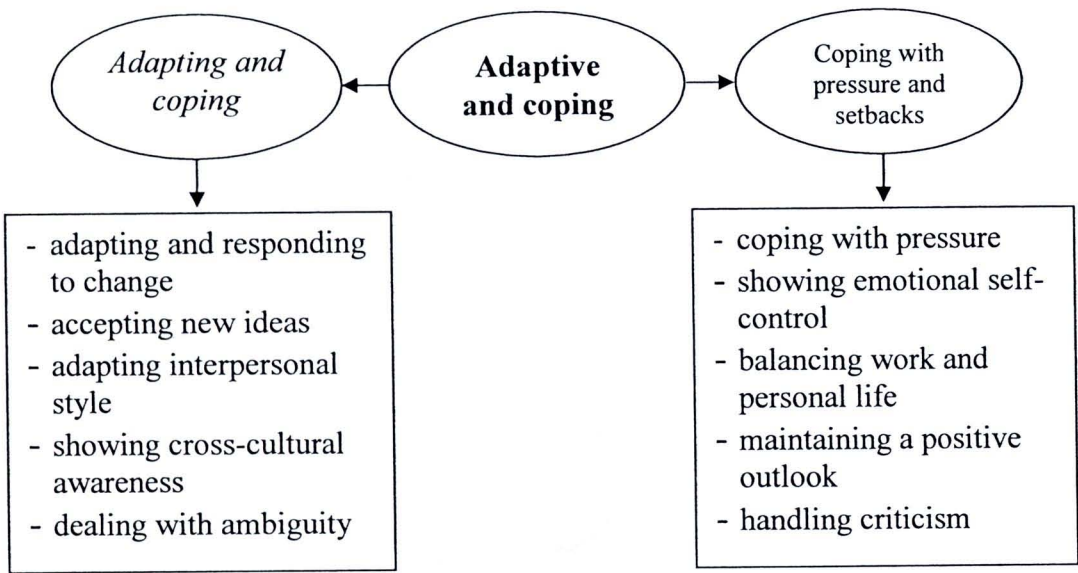 Adapting and
coping
Adaptive
and coping
Coping with
pressure and
setbacks
- adapting and responding
to change
- accepting new ideas
- adapting interpersonal
style
- showing cross-cultural
awareness
- dealing with ambiguity
- coping with pressure
- showing emotional self-
control
- balancing work and
personal life
- maintaining a positive
outlook
- handling criticism